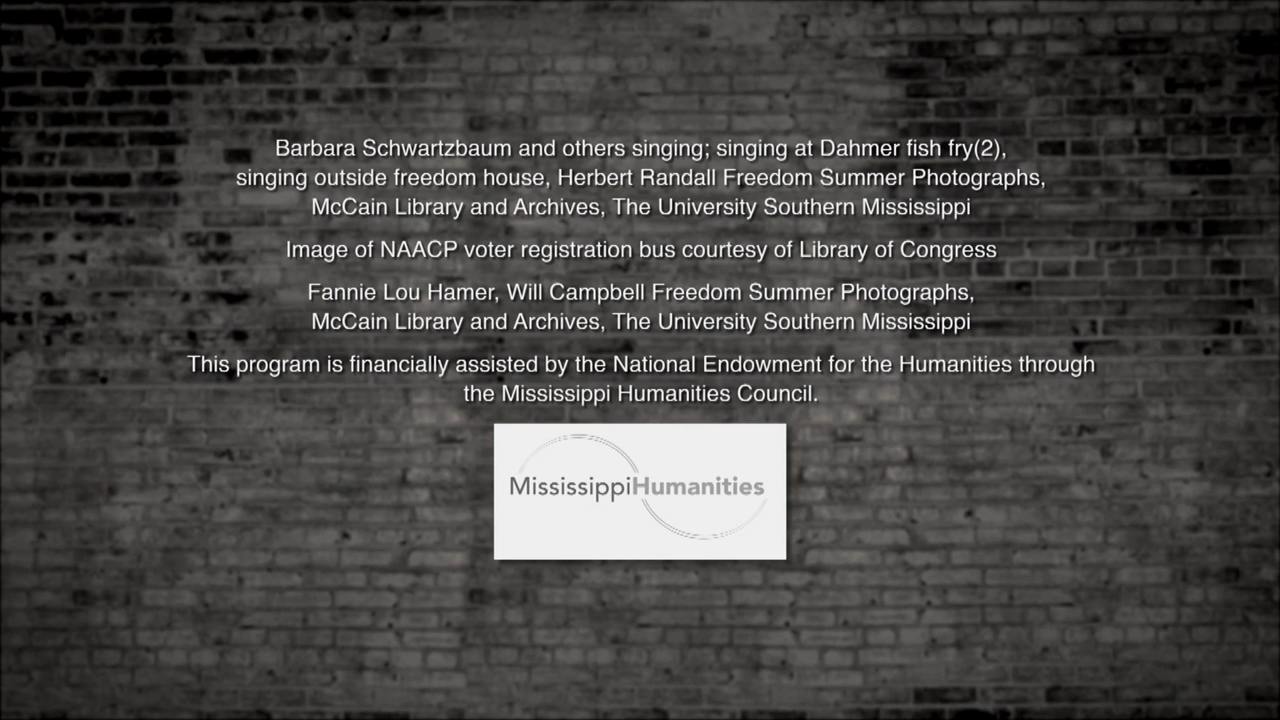 Barbara Schwartzbaum and others singing; singing at Dahmer fish fry(2),
singing outside freedom house, Herbert Randall Freedom Summer Photographs,
McCain Library and Archives, The University Southern Mississippi
Image of NAACP voter registration bus courtesy of Library of Congress
Fannie Lou Hamer, Will Campbell Freedom Summer Photographs,
McCain Library and Archives, The University Southern Mississippi
This program is financially assisted by the National Endowment for the Humanities through
the Mississippi Humanities Council.
MississippiHumanities